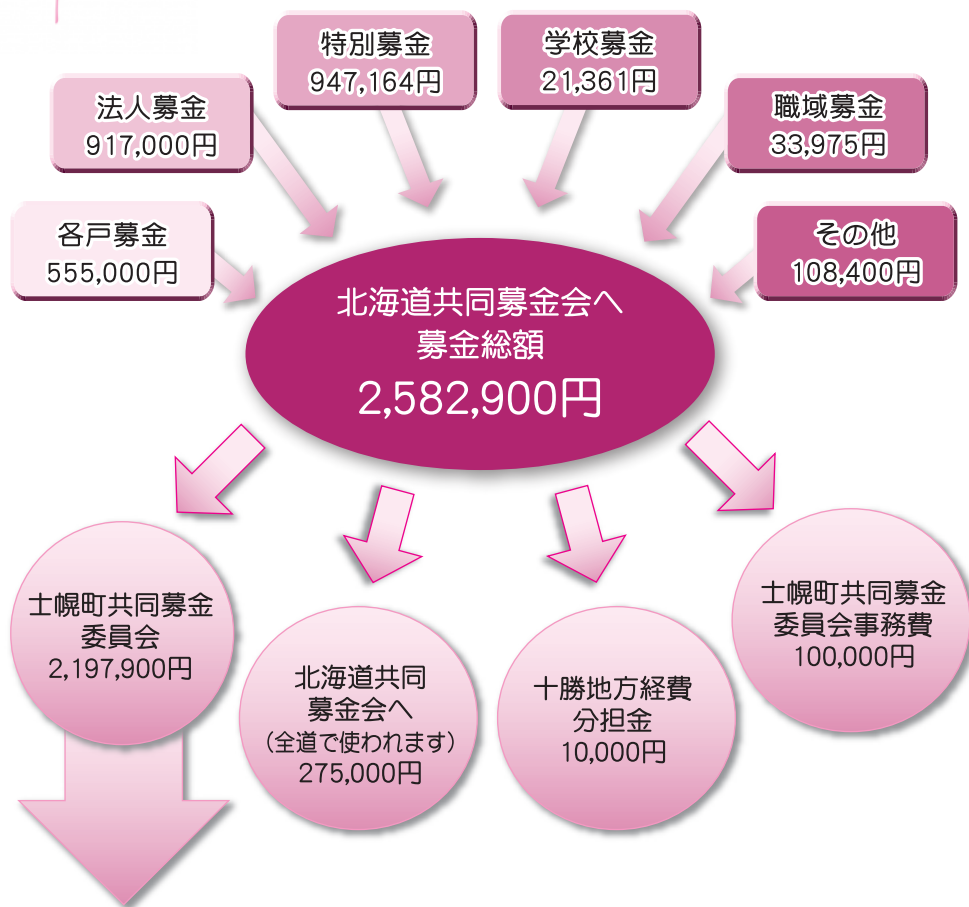 特別募金
947,164円
学校募金
21,361円
法人募金
917,000円
職域募金
33,975円
各戸募金
555,000円
その他
108,400円
北海道共同募金会へ
募金総額
2,582,900円
士幌町共同募金
委員会
2,197,900円
北海道共同
募金会へ
(全道で使われます)
275,000円
十勝地方経費
分担金
10,000円
士幌町共同募金
委員会事務費
100,000円